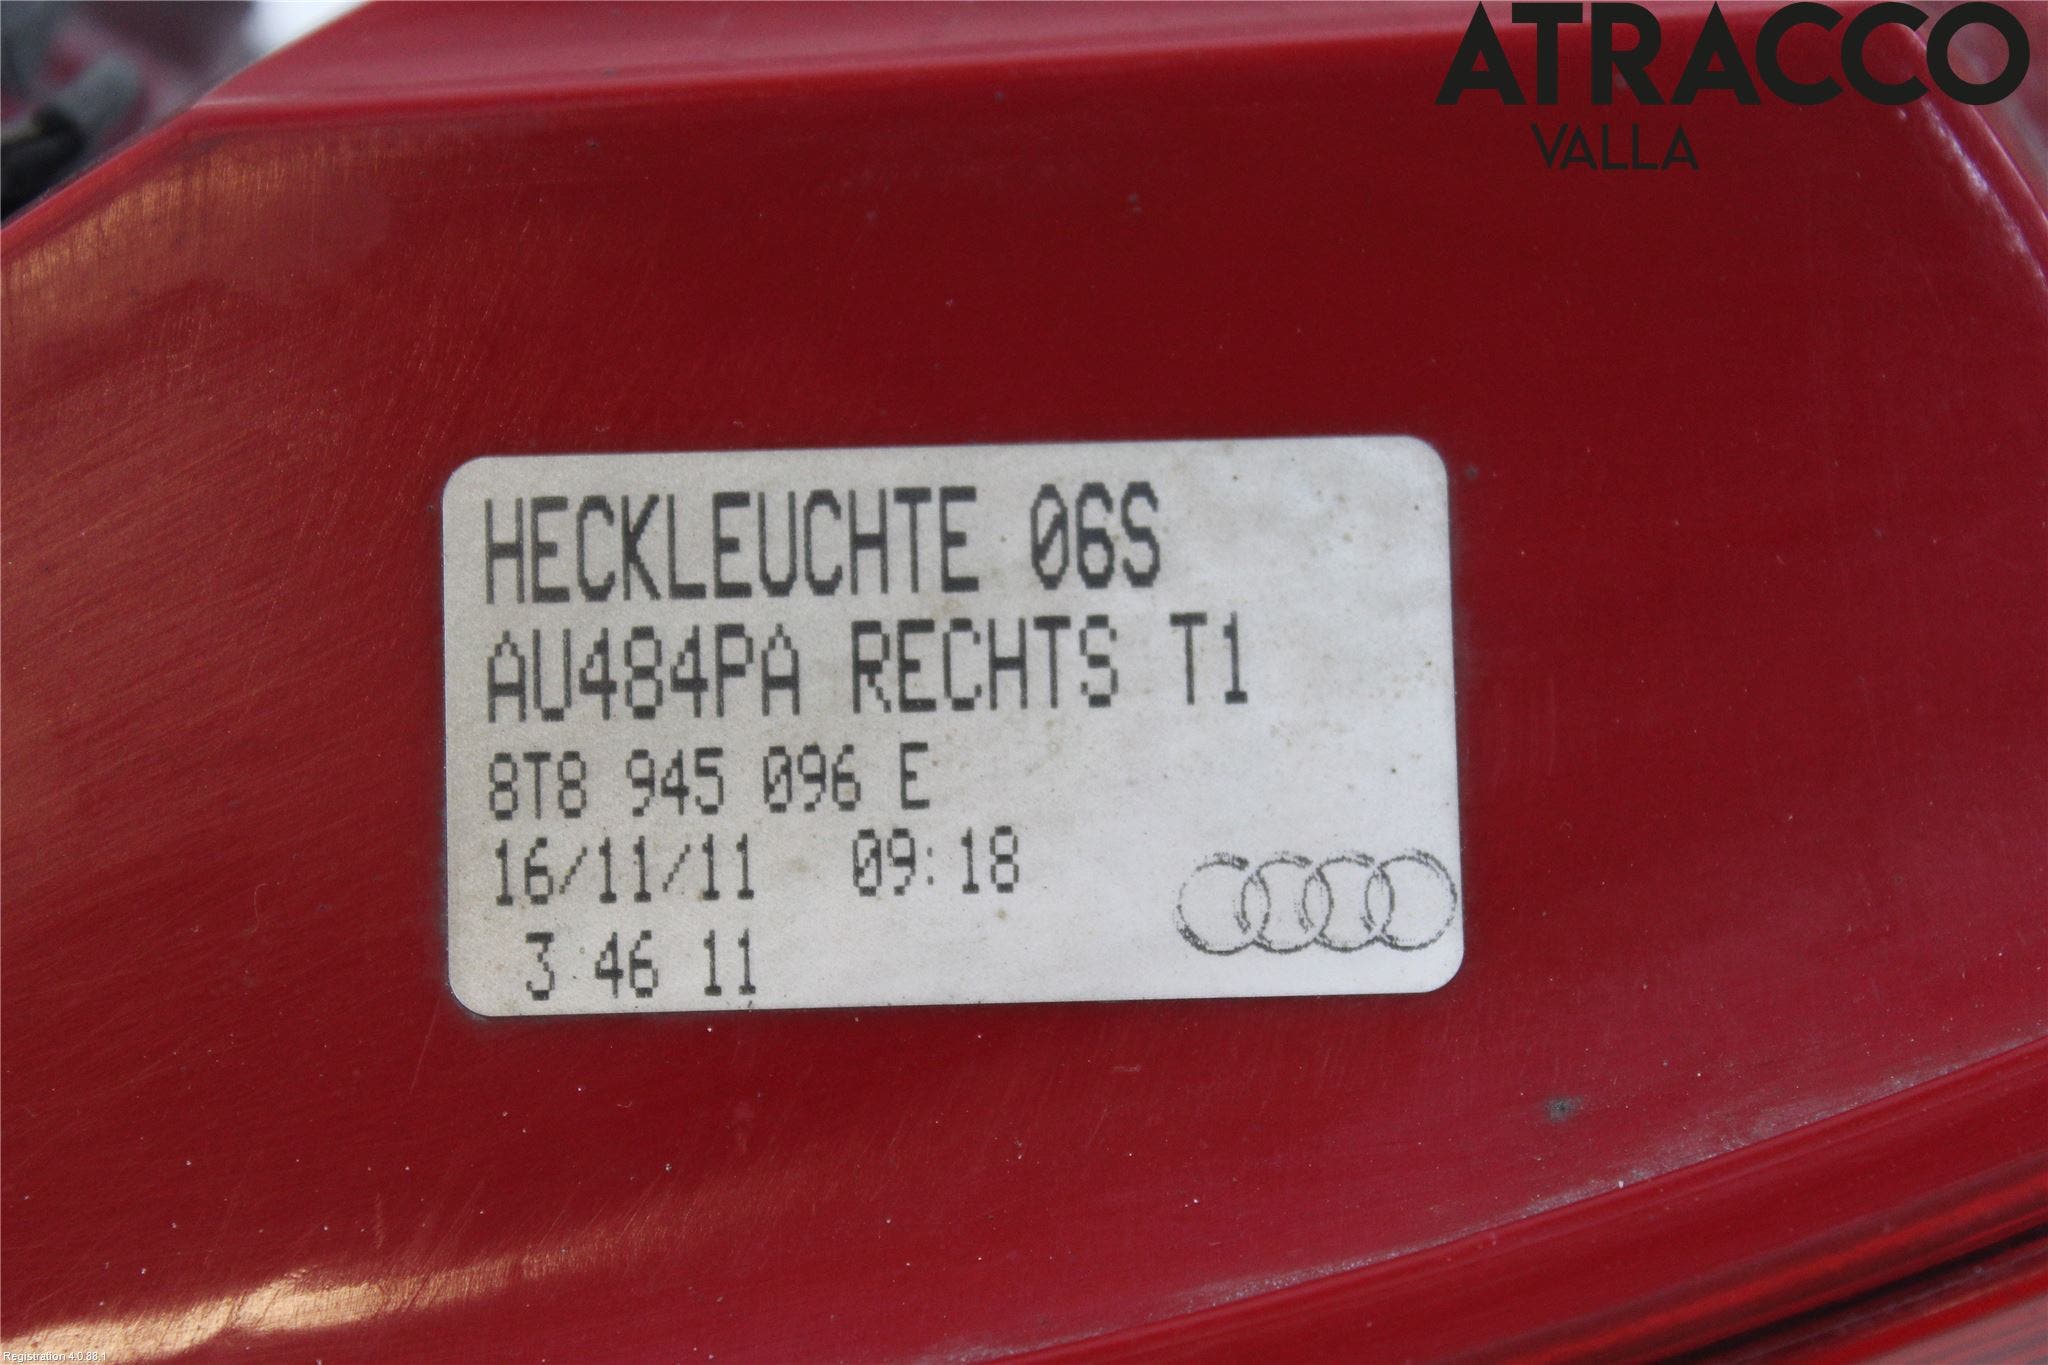 ATRACCO
VALLA
HECKLEUCHTE 06S
AU484PA RECHTS T1
8T8 945 096 E
16/11/11 09:18
3 46 11
Registration 4.0.88.1